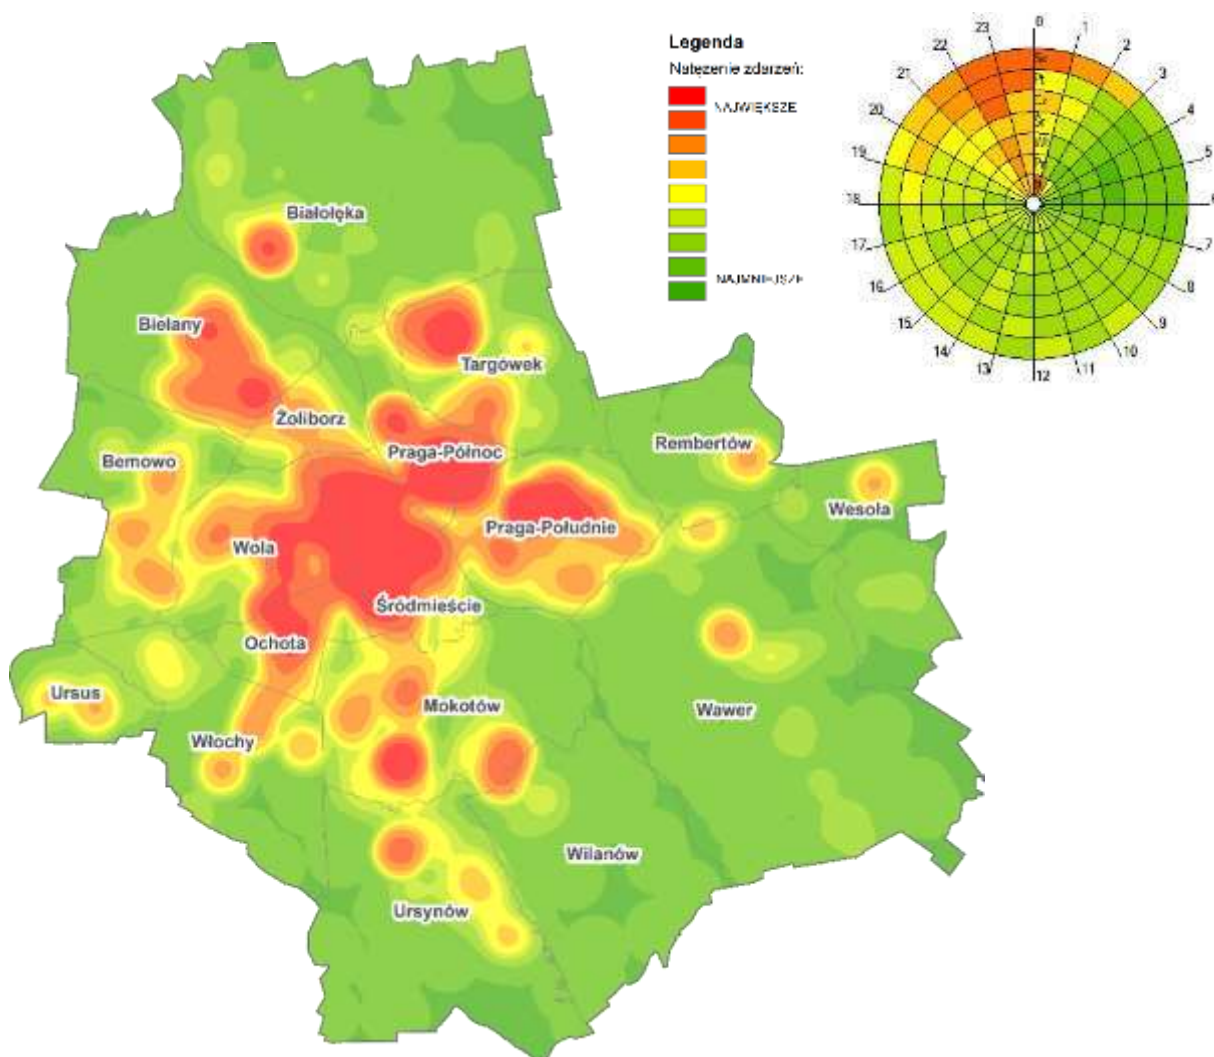 Legenda
Natężenie zdarzeń:
NAJWIĘKSZE
NAJMNIEJSZE
0
1
2
3
4
5
6
7
8
9
10
11
12
13
14
15
16
17
18
19
20
21
22
23
Białołęka
Bielany
Targówek
Żoliborz
Praga-Północ
Rembertów
Bemowo
Wesoła
Praga-Południe
Wola
Śródmieście
Ochota
Ursus
Mokotów
Wawer
Włochy
Wilanów
Ursynów